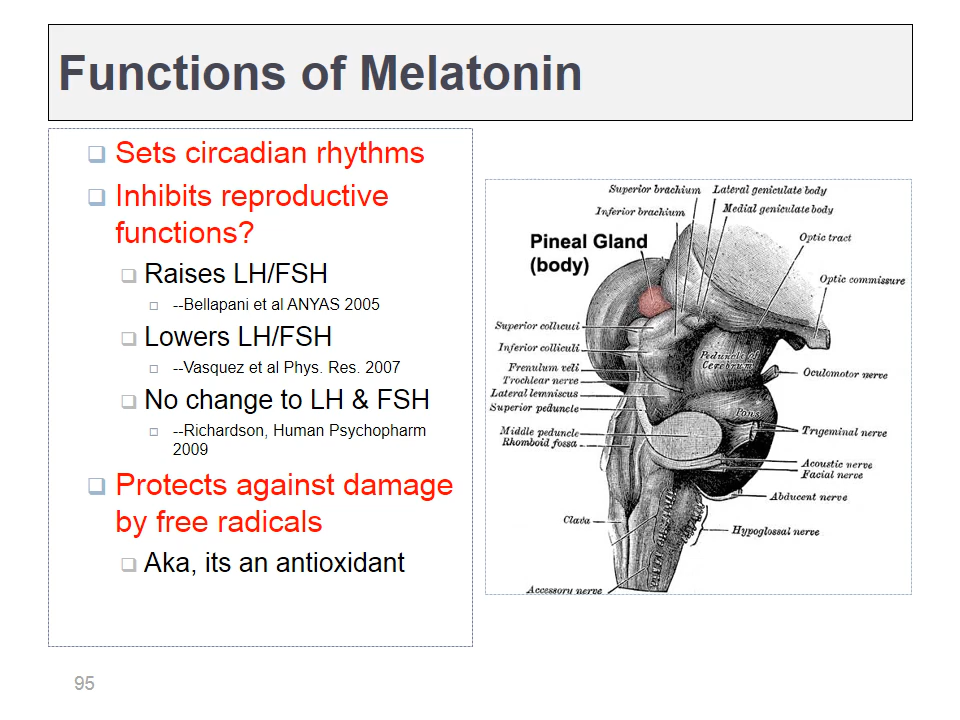 Functions of Melatonin
Sets circadian rhythms
Inhibits reproductive
functions?
Raises LH/FSH
--Bellapani et al ANYAS 2005
Lowers LH/FSH
--Vasquez et al Phys. Res. 2007
No change to LH & FSH
--Richardson, Human Psychopharm
2009
Protects against damage
by free radicals
Aka, its an antioxidant
Superior brachium
Lateral geniculate body
Inferior brachium
Medial geniculate body
Pineal Gland
(body)
Optic tract
Optic commissure
Superior collicuti
Inferior colliculi
Frenulum veli
Trochlear nerve
Lateral lemniscus
Superior peduncle
Peduncle of
Cerebrum
Oculomotor nerve
Pons
Middle peduncle
Rhomboid fossa
Trigeminal nerve
Acoustic nerve
Facial nerve
Abducent nerve
Clava
Hypoglossal nerve
Accessory nerve
95